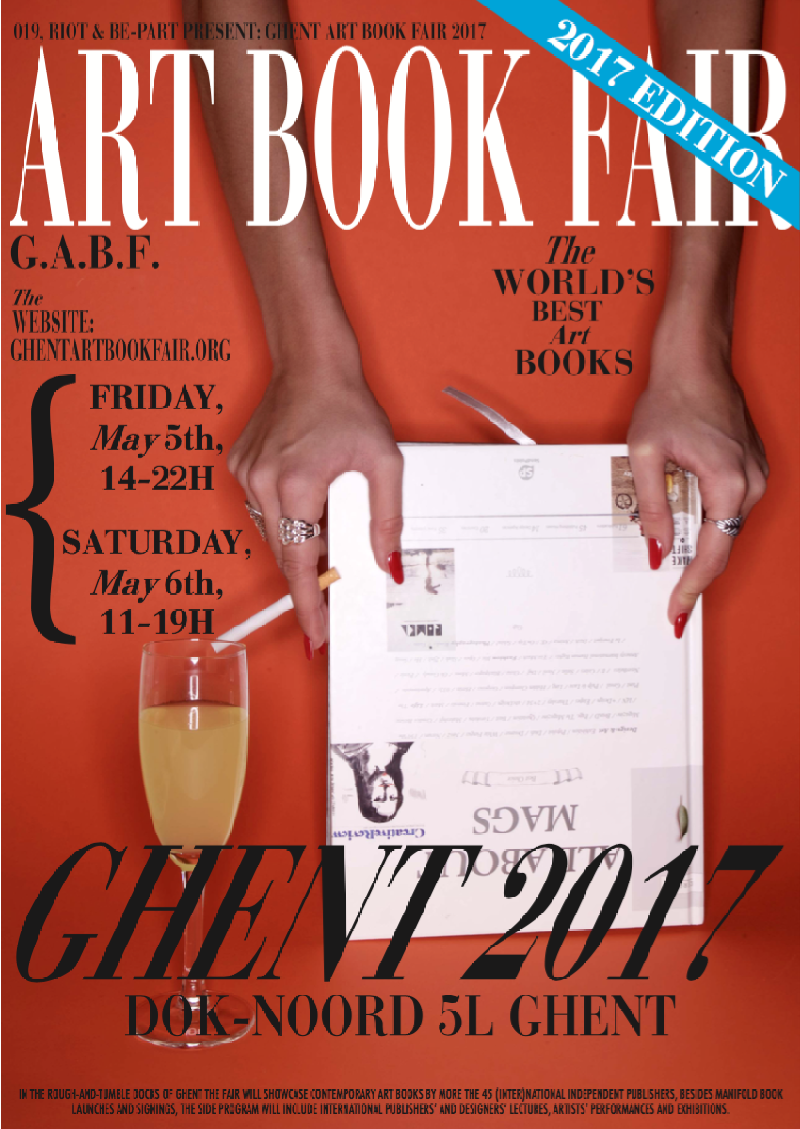 019, RIOT & BE-PART PRESENT: GHENT ART BOOK FAIR 2017
ART BOOK FAIR
2017 EDITION
G.A.B.F.
The
WEBSITE:
GHENTARTBOOKFAIR.ORG
The
WORLD'S
BEST
Art
BOOKS
FRIDAY,
May 5th,
14-22H
SATURDAY,
May 6th,
11-19H
CreativeReview
MAGS
ALL ABOUT
GHENT 2017
DOK-NOORD 5L GHENT
IN THE ROUGH-AND-TUMBLE DOCKS OF GHENT THE FAIR WILL SHOWCASE CONTEMPORARY ART BOOKS BY MORE THE 45 (INTER)NATIONAL INDEPENDENT PUBLISHERS, BESIDES MANIFOLD BOOK
LAUNCHES AND SIGNINGS, THE SIDE PROGRAM WILL INCLUDE INTERNATIONAL PUBLISHERS' AND DESIGNERS' LECTURES, ARTISTS' PERFORMANCES AND EXHIBITIONS.